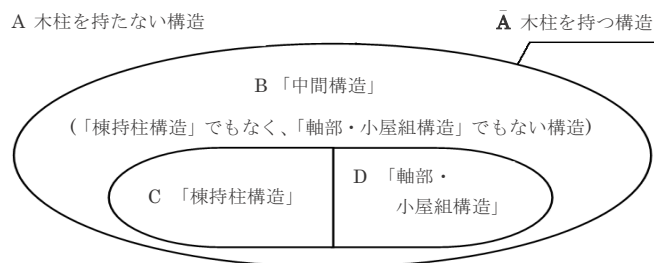 A 木柱を持たない構造
Ā 木柱を持つ構造
B 「中間構造」
(「棟持柱構造」でもなく、「軸部・小屋組構造」でもない構造)
C 「棟持柱構造」
D 「軸部・
小屋組構造」